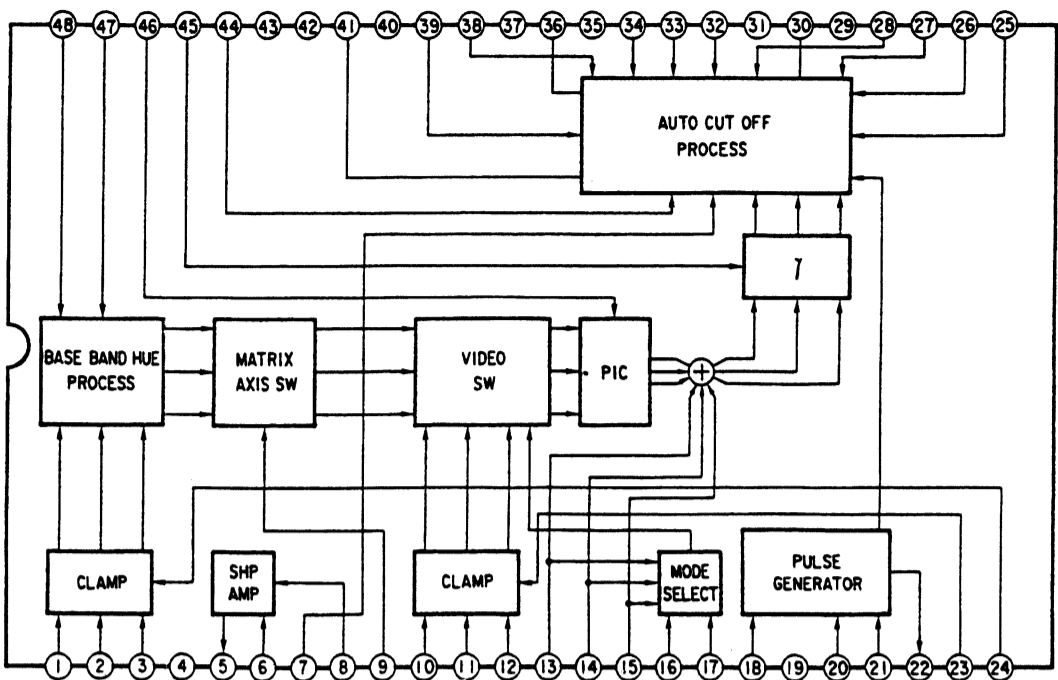 48 47 46 45 44 43 42 41 40 39 38 37 36 35 34 33 32 31 30 29 28 27 26 25
AUTO CUT OFF
PROCESS
γ
BASE BAND HUE
PROCESS
MATRIX
AXIS SW
VIDEO
SW
PIC
+
CLAMP
SHP
AMP
CLAMP
MODE
SELECT
PULSE
GENERATOR
1 2 3 4 5 6 7 8 9 10 11 12 13 14 15 16 17 18 19 20 21 22 23 24